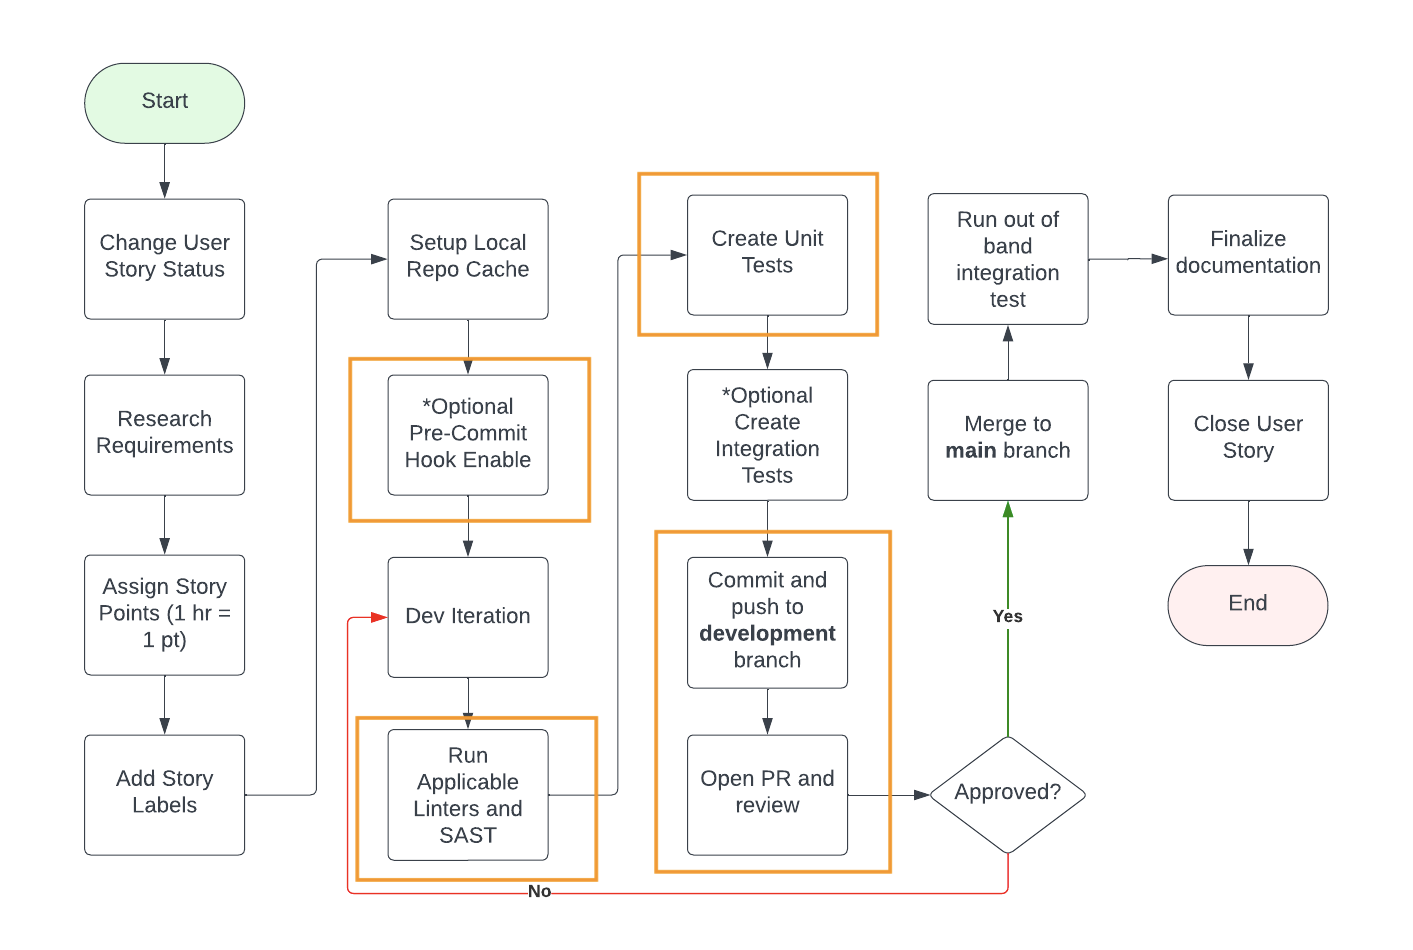 Start
Change User
Story Status
Research
Requirements
Assign Story
Points (1 hr =
1 pt)
Add Story
Labels
Setup Local
Repo Cache
*Optional
Pre-Commit
Hook Enable
Dev Iteration
Run
Applicable
Linters and
SAST
Create Unit
Tests
*Optional
Create
Integration
Tests
Commit and
push to
development
branch
Open PR and
review
Approved?
Yes
No
Merge to
main branch
Run out of
band
integration
test
Finalize
documentation
Close User
Story
End